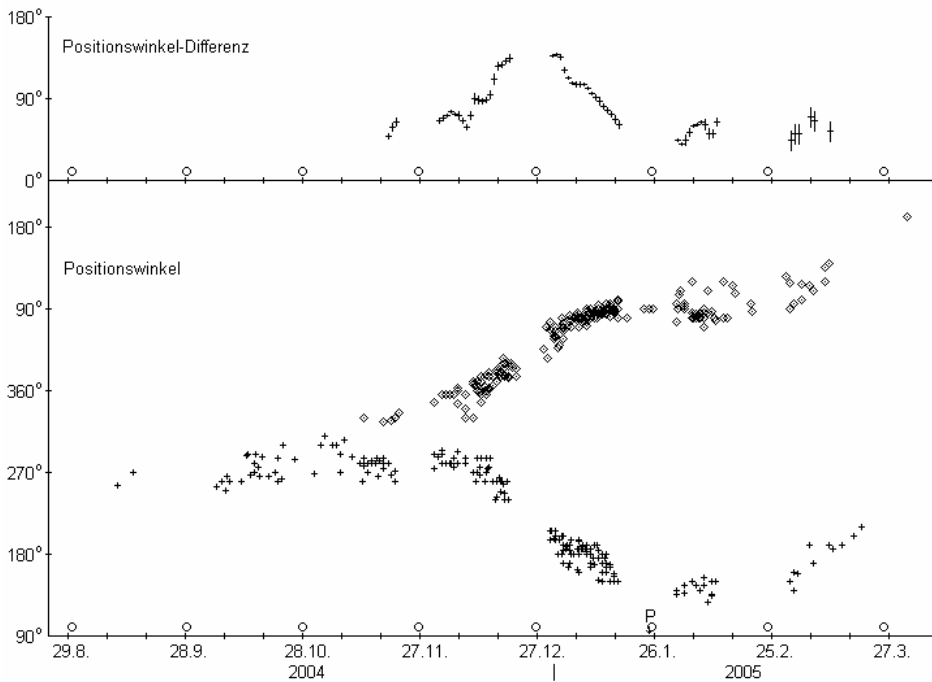 180°
Positionswinkel-Differenz
90°
0°
180°
Positionswinkel
90°
360°
270°
180°
P
90°
29.8. 28.9. 28.10. 27.11. 27.12. 26.1. 25.2. 27.3.
2004 | 2005